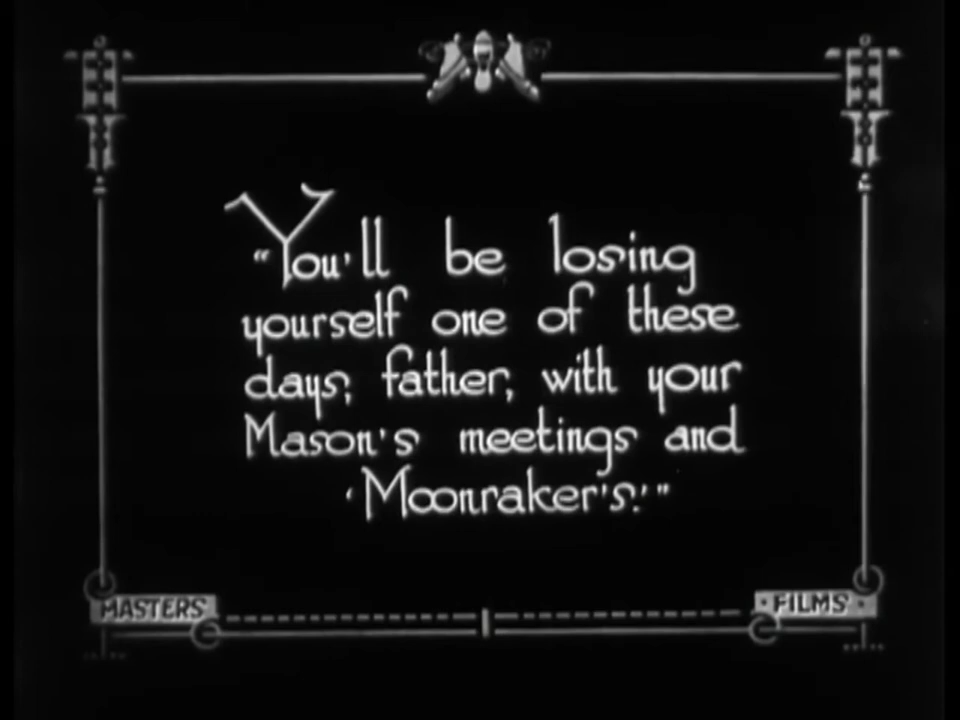 "You'll be losing
yourself one of these
days, father, with your
Mason's meetings and
'Moonraker's.'"
MASTERS · FILMS ·